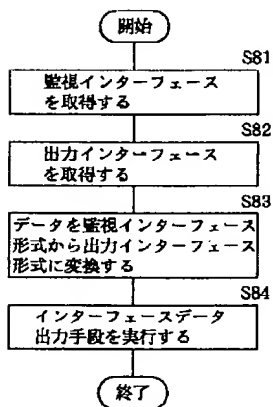 開始
S81
監視インターフェース
を取得する
S82
出力インターフェース
を取得する
S83
データを監視インターフェース
形式から出力インターフェース
形式に変換する
S84
インターフェースデータ
出力手段を実行する
終了